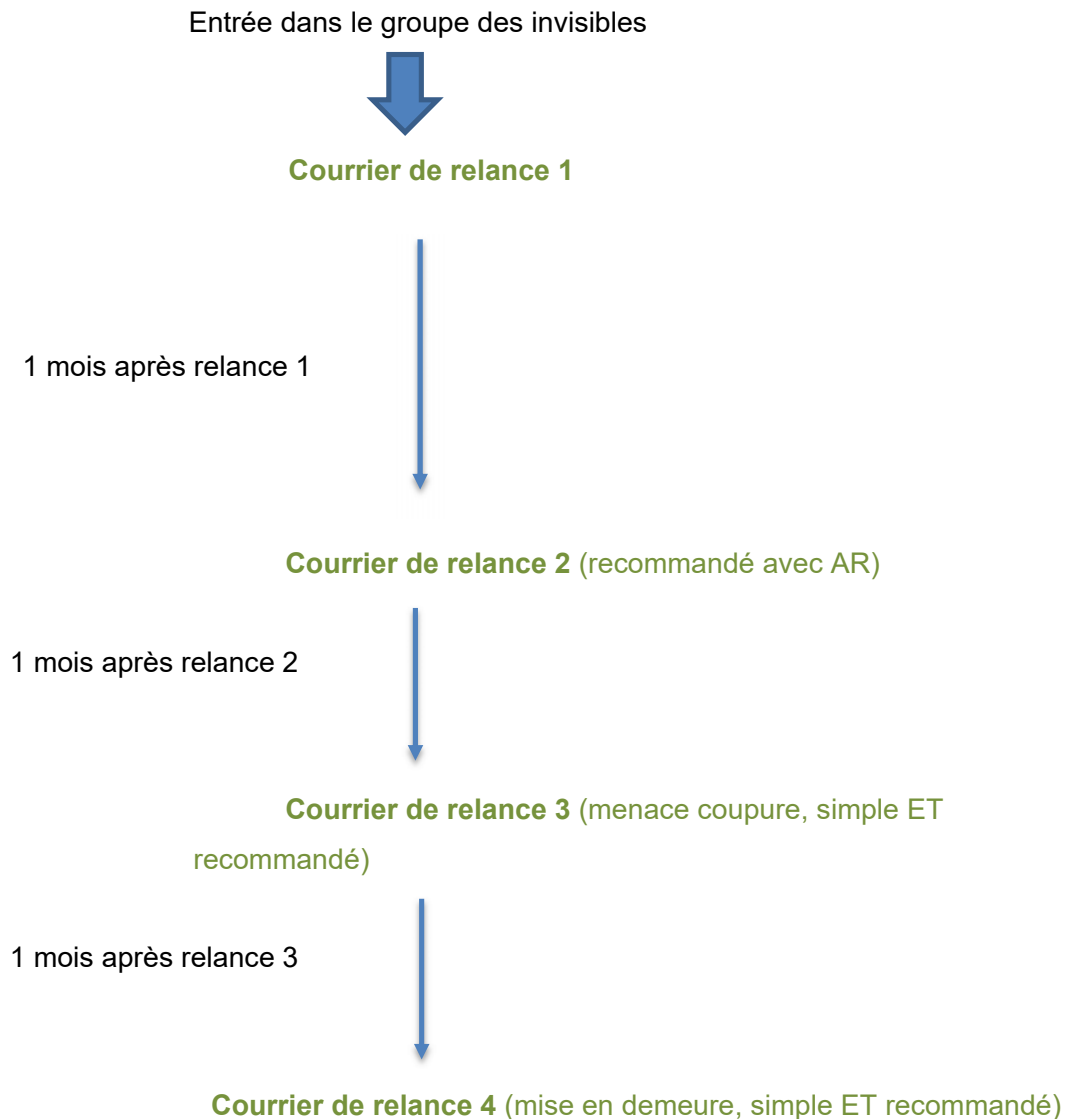 Entrée dans le groupe des invisibles
Courrier de relance 1
1 mois après relance 1
Courrier de relance 2 (recommandé avec AR)
1 mois après relance 2
Courrier de relance 3 (menace coupure, simple ET
recommandé)
1 mois après relance 3
Courrier de relance 4 (mise en demeure, simple ET recommandé)